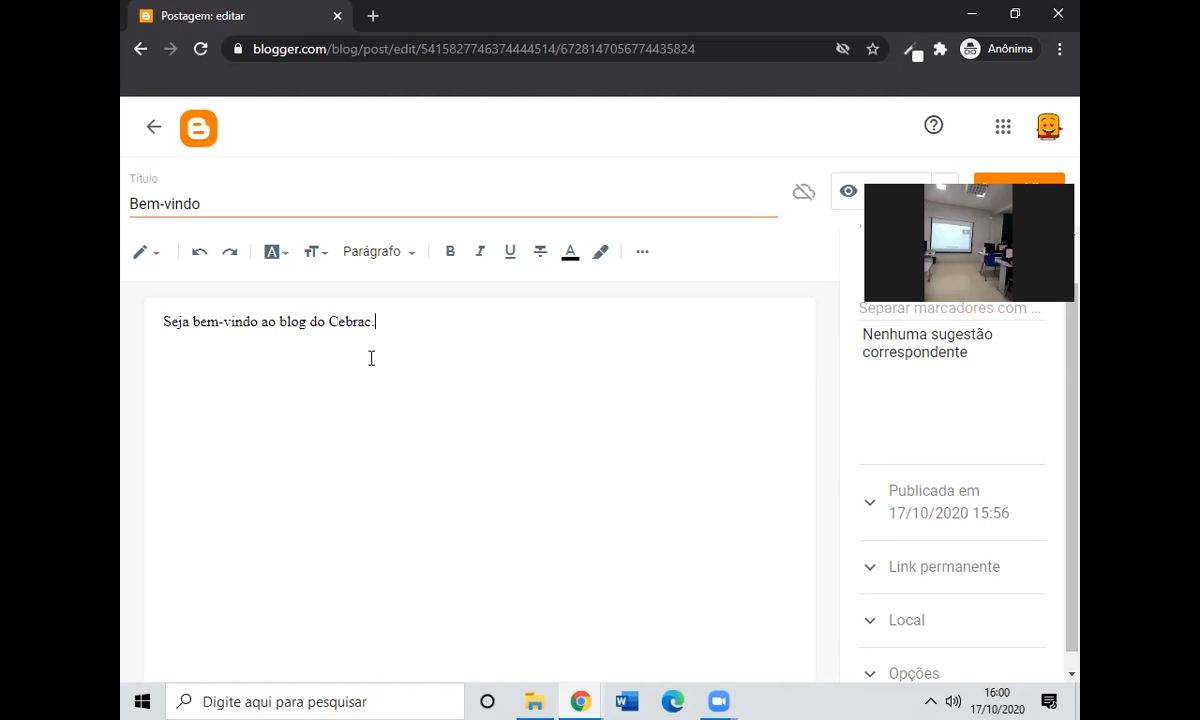 Postagem: editar
blogger.com/blog/post/edit/5415827746374444514/6728147056774435824
Anônima
Título
Bem-vindo
Parágrafo
B I U A
Seja bem-vindo ao blog do Cebrac.
Separar marcadores com ...
Nenhuma sugestão
correspondente
Publicada em
17/10/2020 15:56
Link permanente
Local
Opções
Digite aqui para pesquisar
16:00
17/10/2020